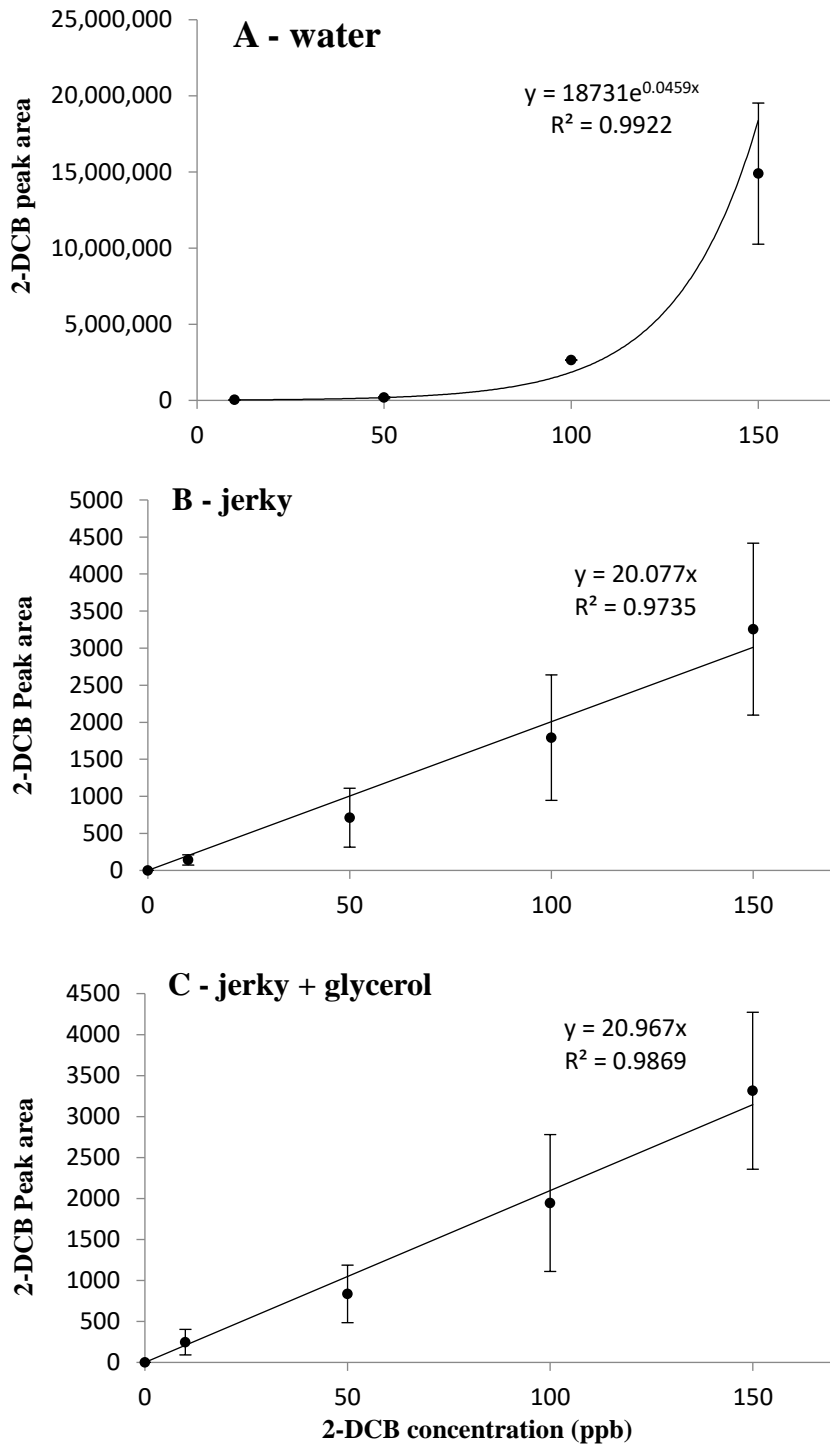 A - water
25,000,000
20,000,000
15,000,000
10,000,000
5,000,000
0
2-DCB peak area
y = 18731e^0.0459x
R² = 0.9922
0 50 100 150
B - jerky
5000
4500
4000
3500
3000
2500
2000
1500
1000
500
0
2-DCB Peak area
y = 20.077x
R² = 0.9735
0 50 100 150
C - jerky + glycerol
4500
4000
3500
3000
2500
2000
1500
1000
500
0
2-DCB Peak area
y = 20.967x
R² = 0.9869
0 50 100 150
2-DCB concentration (ppb)